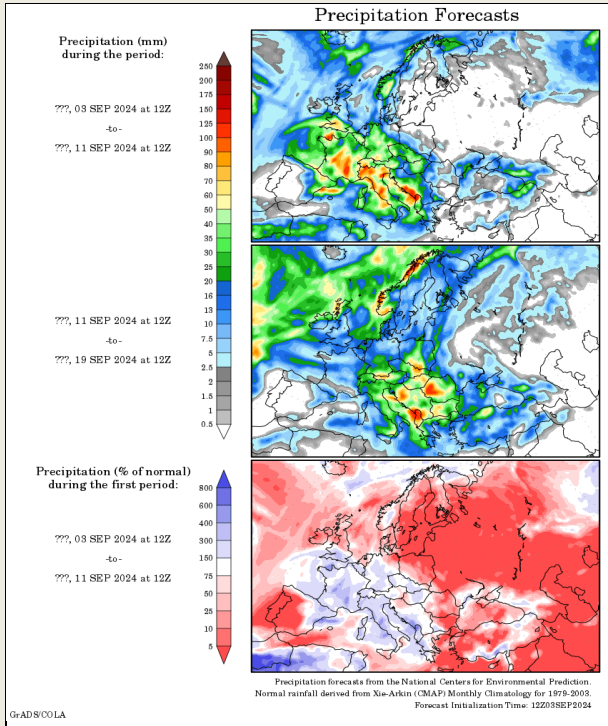 Precipitation Forecasts
Precipitation (mm)
during the period:
???, 03 SEP 2024 at 12Z
-to-
???, 11 SEP 2024 at 12Z
???, 11 SEP 2024 at 12Z
-to-
???, 19 SEP 2024 at 12Z
250
200
175
150
125
100
90
80
70
60
50
40
35
30
25
20
16
13
10
7.5
5
2.5
2
1.5
1
0.5
Precipitation (% of normal)
during the first period:
???, 03 SEP 2024 at 12Z
-to-
???, 11 SEP 2024 at 12Z
800
600
400
300
150
75
50
25
10
5
Precipitation forecasts from the National Centers for Environmental Prediction.
Normal rainfall derived from Xie-Arkin (CMAP) Monthly Climatology for 1979-2003.
Forecast Initialization Time: 12Z03SEP2024
GrADS/COLA